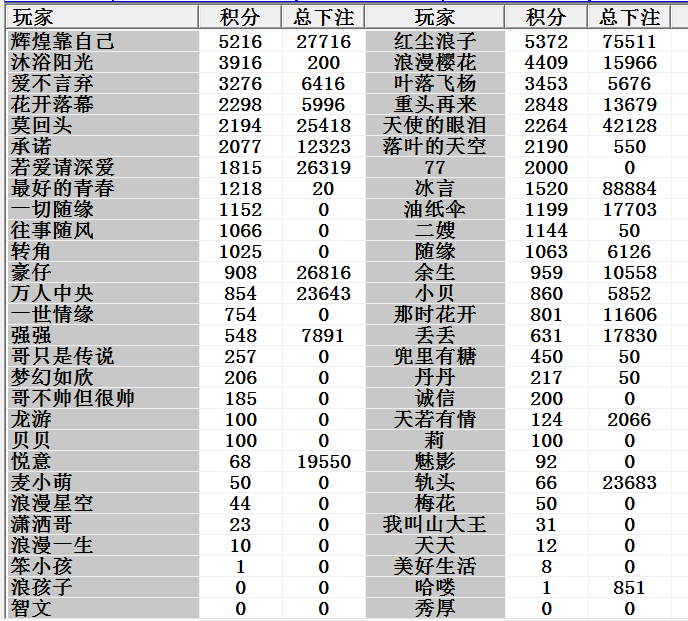 玩家 积分 总下注 玩家 积分 总下注
辉煌靠自己 5216 27716 红尘浪子 5372 75511
沐浴阳光 3916 200 浪漫樱花 4409 15966
爱不言弃 3276 6416 叶落飞杨 3453 5676
花开落幕 2298 5996 重头再来 2848 13679
莫回头 2194 25418 天使的眼泪 2264 42128
承诺 2077 12323 落叶的天空 2190 550
若爱请深爱 1815 26319 77 2000 0
最好的青春 1218 20 冰言 1520 88884
一切随缘 1152 0 油纸伞 1199 17703
往事随风 1066 0 二嫂 1144 50
转角 1025 0 随缘 1063 6126
豪仔 908 26816 余生 959 10558
万人中央 854 23643 小贝 860 5852
一世情缘 754 0 那时花开 801 11606
强强 548 7891 丢丢 631 17830
哥只是传说 257 0 兜里有糖 450 50
梦幻如欣 206 0 丹丹 217 50
哥不帅但很帅 185 0 诚信 200 0
龙游 100 0 天若有情 124 2066
贝贝 100 0 莉 100 0
悦意 68 19550 魅影 92 0
麦小萌 50 0 轨头 66 23683
浪漫星空 44 0 梅花 50 0
潇洒哥 23 0 我叫山大王 31 0
浪漫一生 10 0 天天 12 0
笨小孩 1 0 美好生活 8 0
浪孩子 0 0 哈喽 1 851
智文 0 0 秀厚 0 0